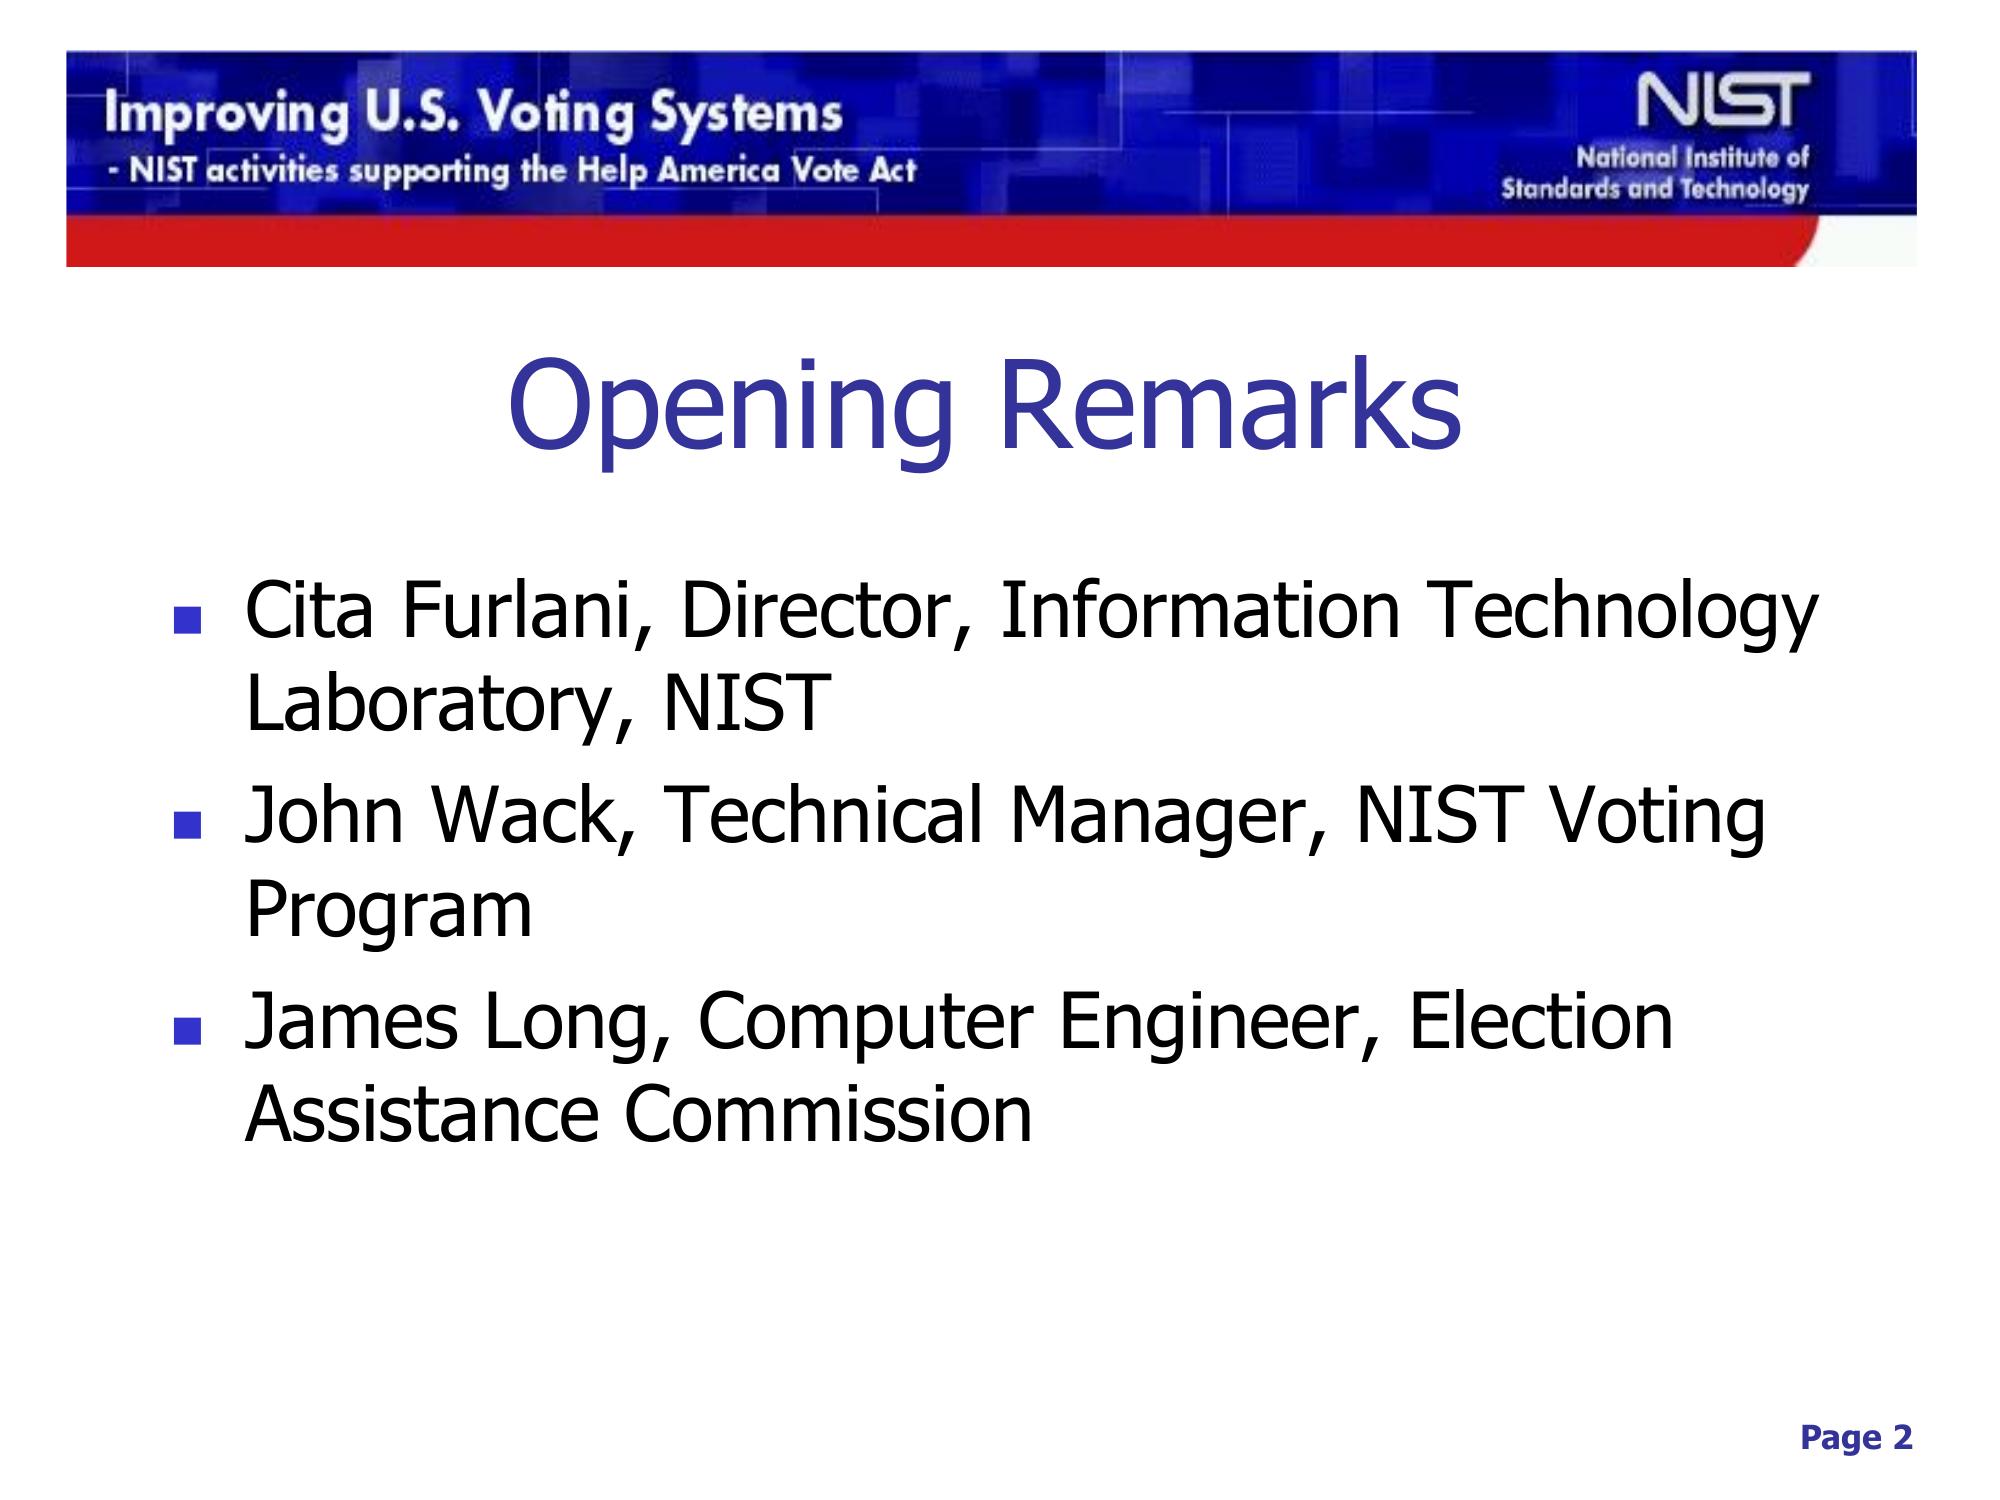 Improving U.S. Voting Systems
- NIST activities supporting the Help America Vote Act
NIST
National Institute of
Standards and Technology
Opening Remarks
Cita Furlani, Director, Information Technology
Laboratory, NIST
John Wack, Technical Manager, NIST Voting
Program
James Long, Computer Engineer, Election
Assistance Commission
Page 2